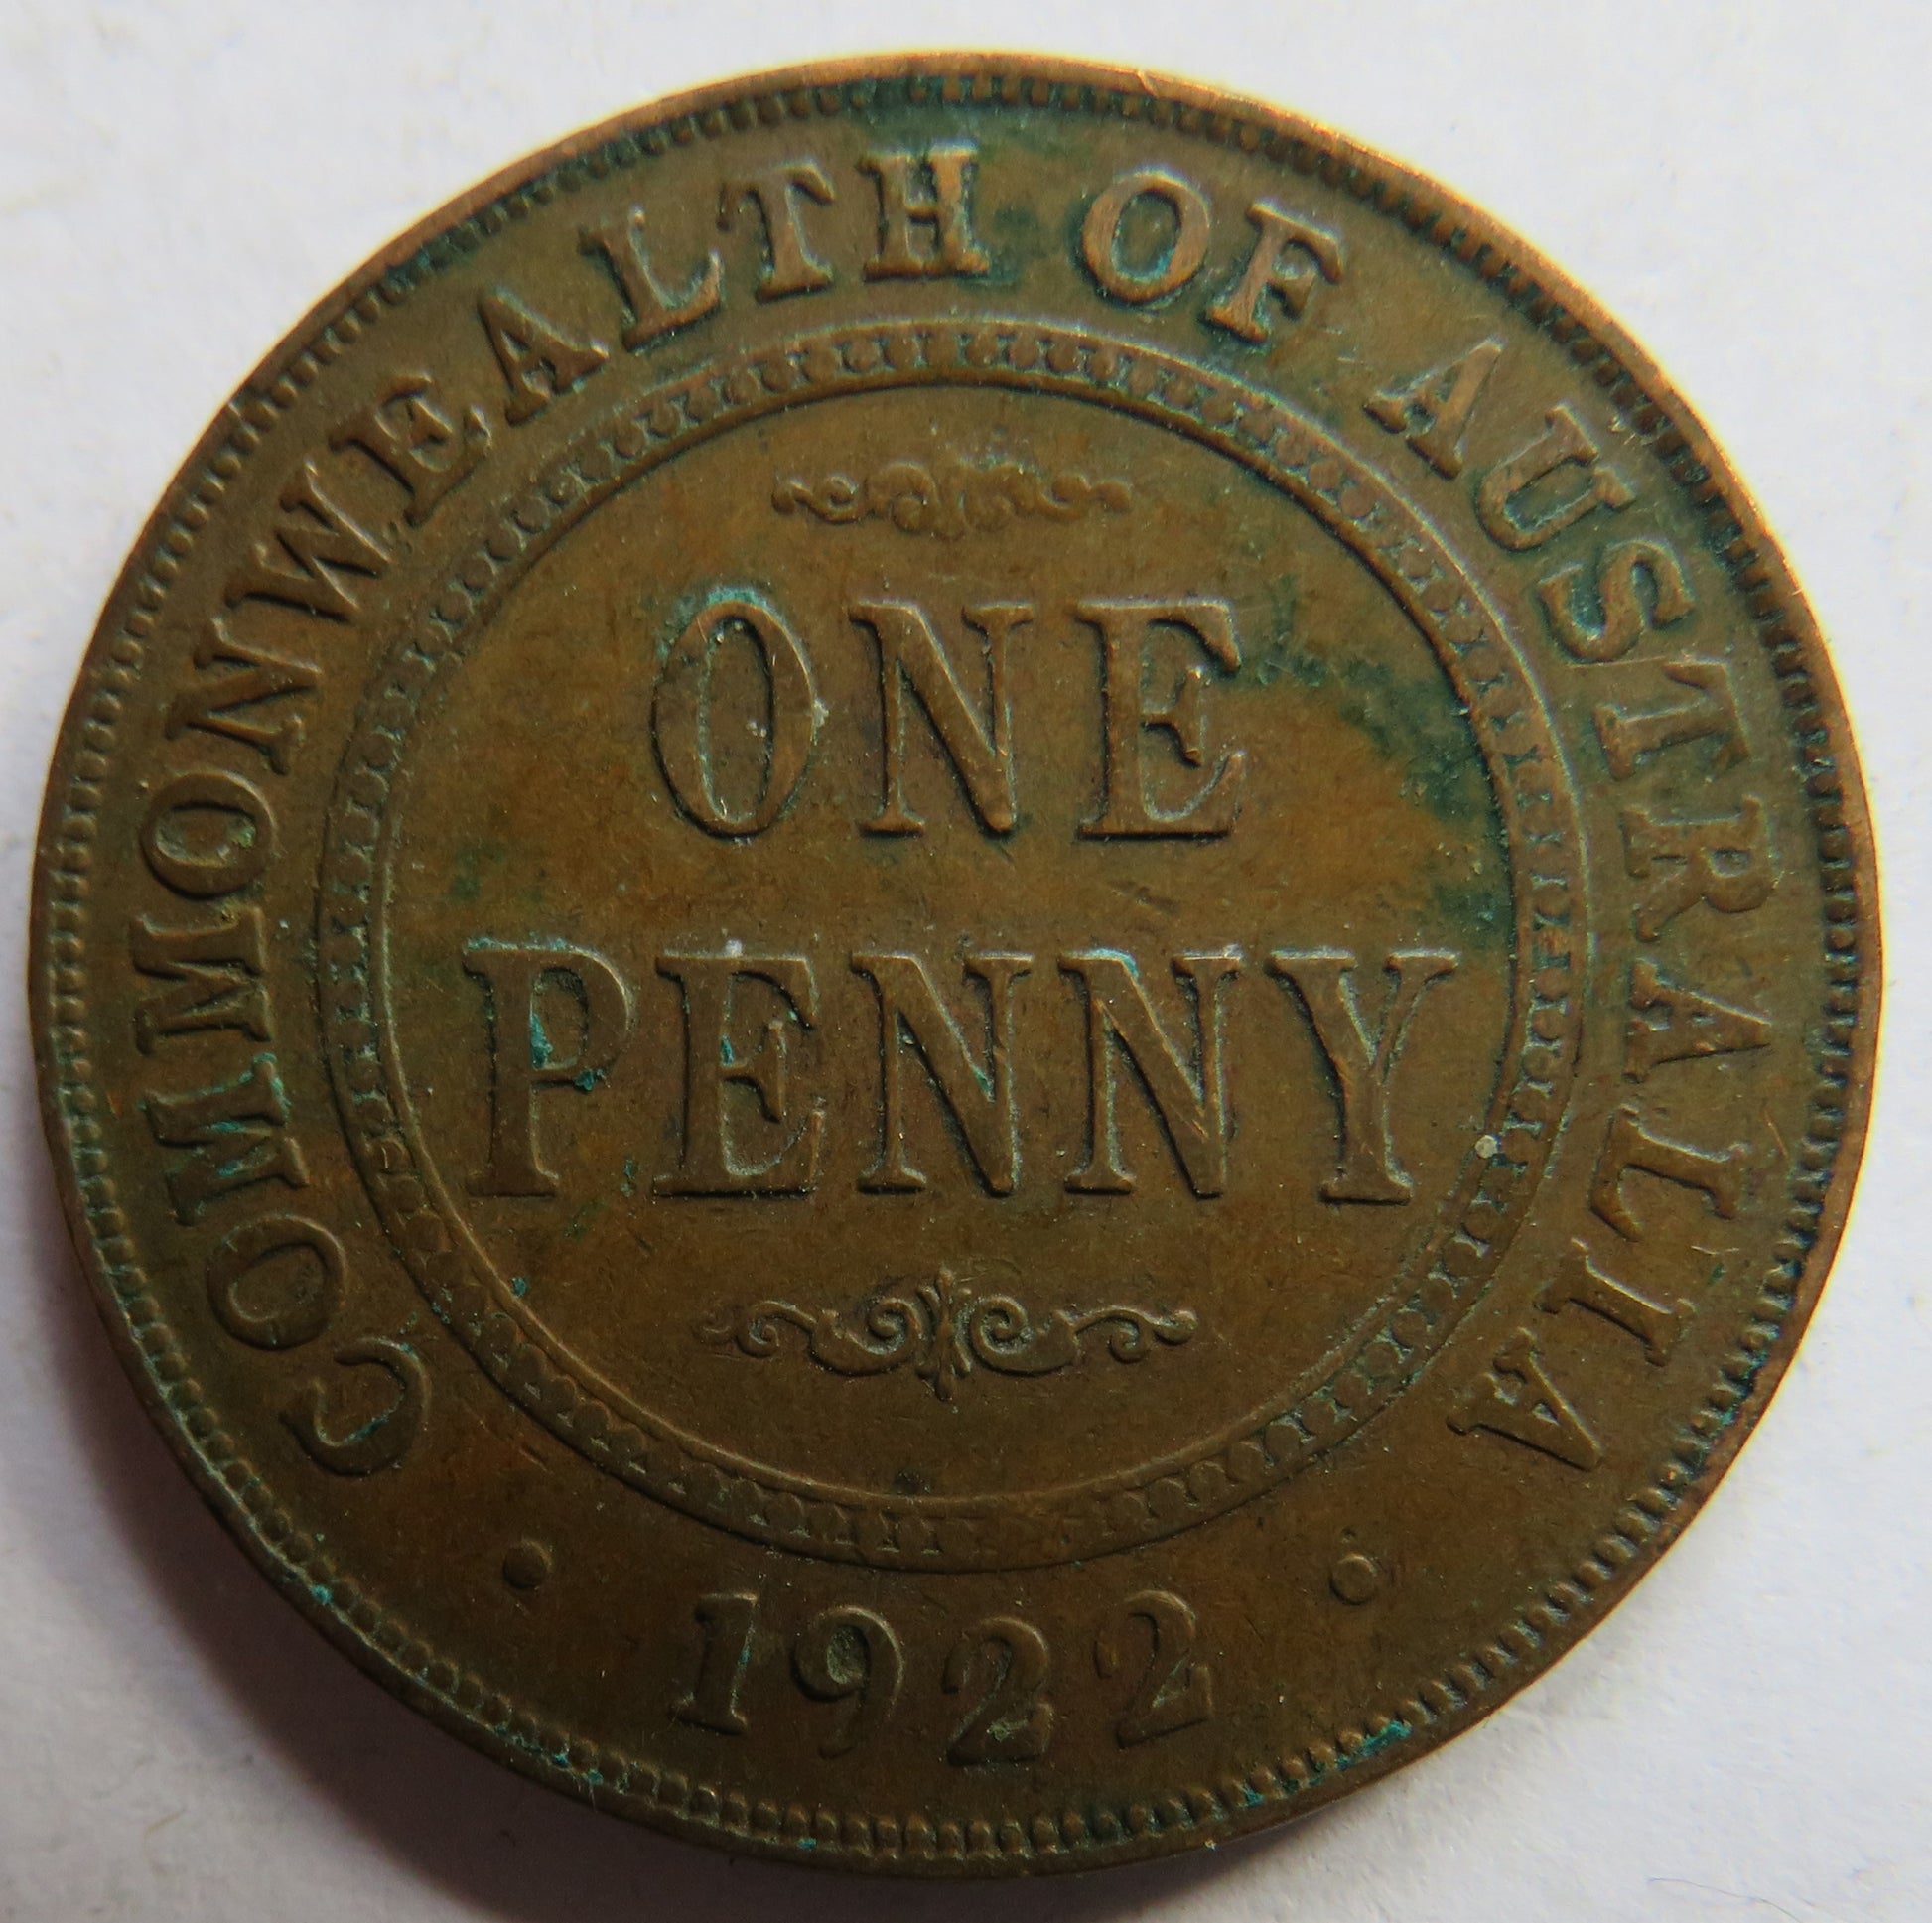 COMMONWEALTH OF AUSTRALIA
ONE
PENNY
1922